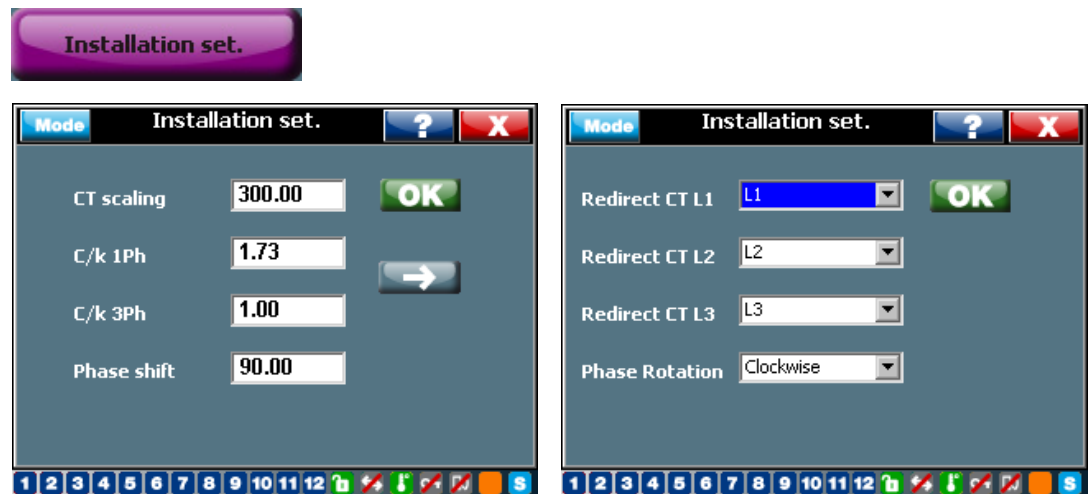 Installation set.
Mode Installation set. ? X
CT scaling 300.00 OK
C/k 1Ph 1.73
C/k 3Ph 1.00
Phase shift 90.00
1 2 3 4 5 6 7 8 9 10 11 12 S
Mode Installation set. ? X
Redirect CT L1 L1 OK
Redirect CT L2 L2
Redirect CT L3 L3
Phase Rotation Clockwise
1 2 3 4 5 6 7 8 9 10 11 12 S